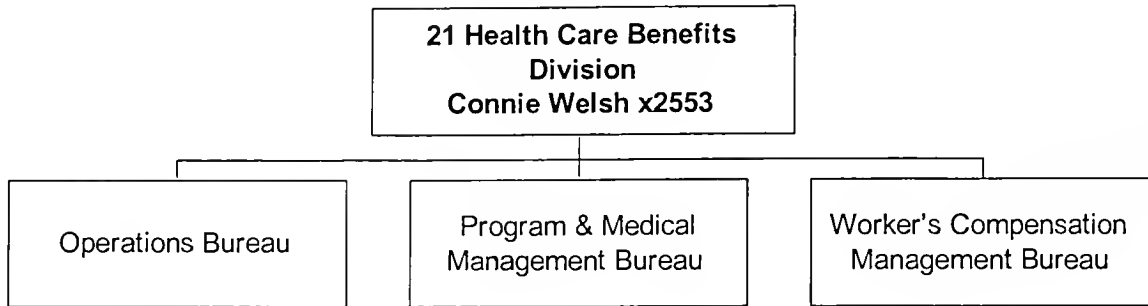 21 Health Care Benefits
Division
Connie Welsh x2553
Operations Bureau
Program & Medical
Management Bureau
Worker's Compensation
Management Bureau